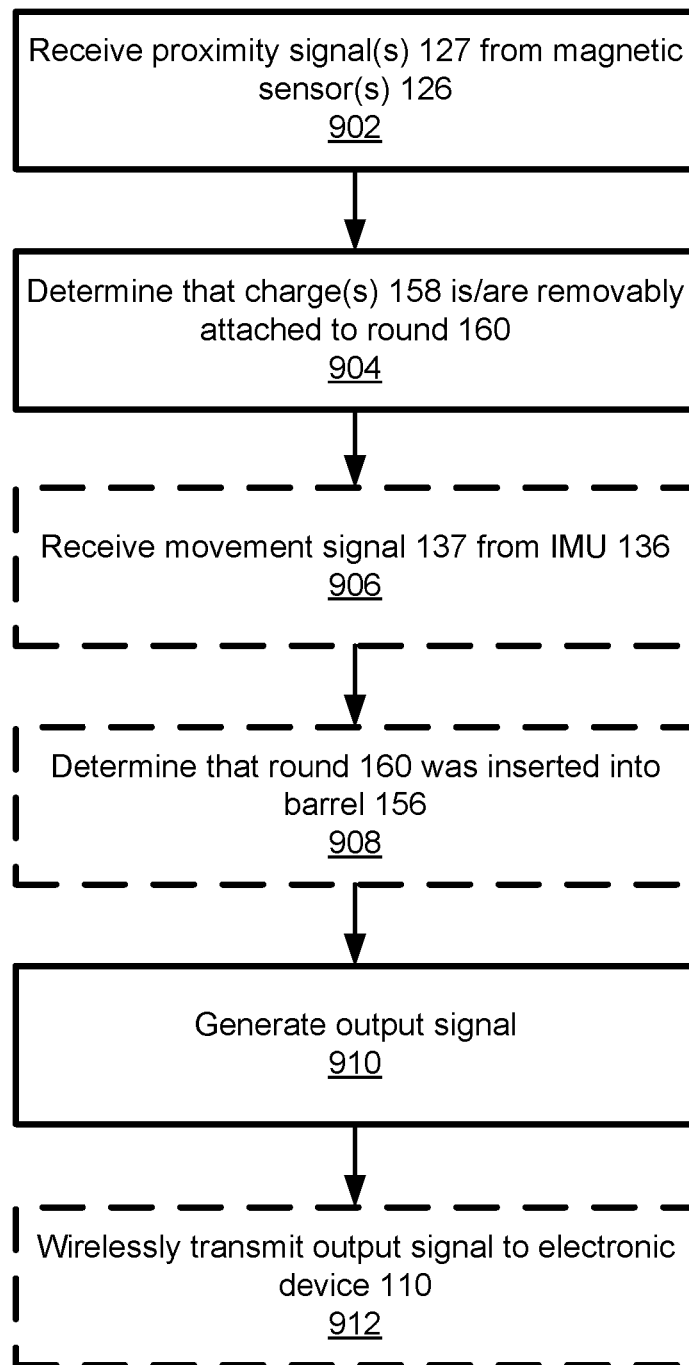 Receive proximity signal(s) 127 from magnetic
sensor(s) 126
902
Determine that charge(s) 158 is/are removably
attached to round 160
904
Receive movement signal 137 from IMU 136
906
Determine that round 160 was inserted into
barrel 156
908
Generate output signal
910
Wirelessly transmit output signal to electronic
device 110
912